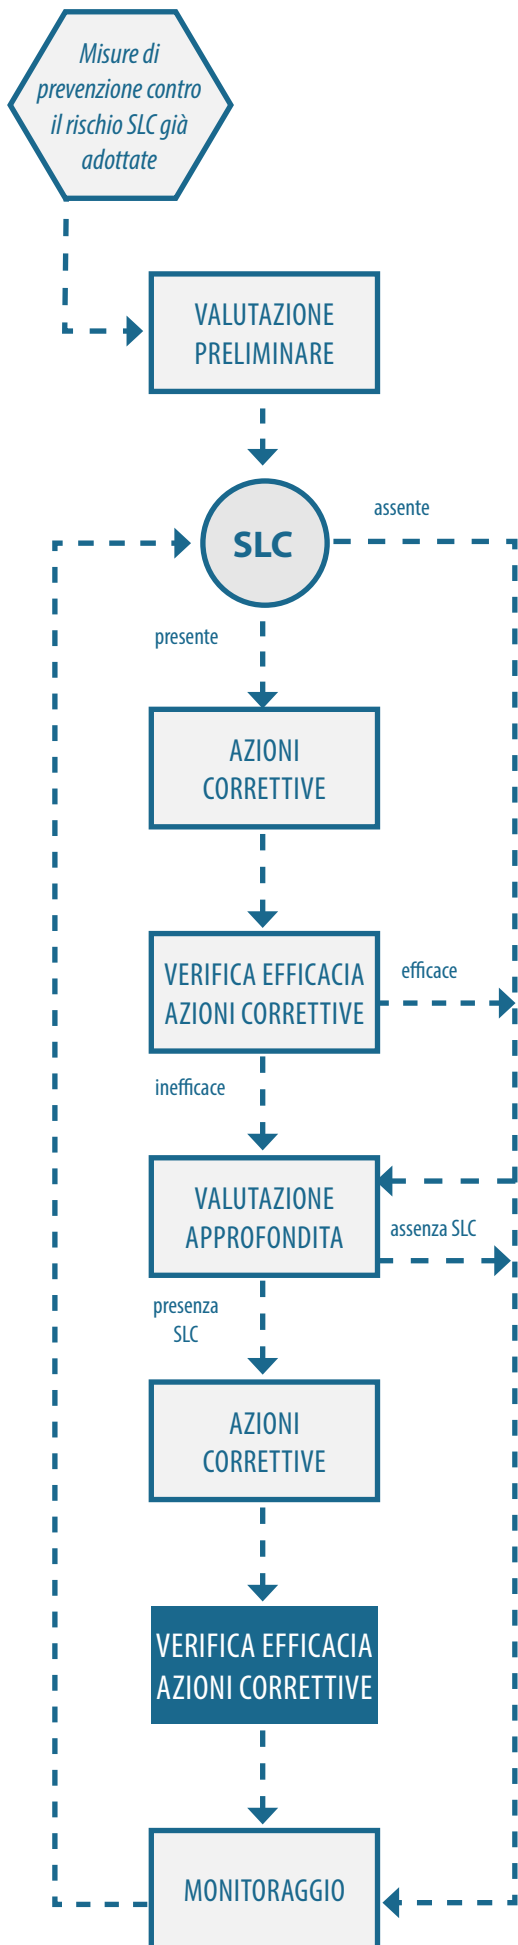 Misure di
prevenzione contro
il rischio SLC già
adottate
VALUTAZIONE
PRELIMINARE
SLC
assente
presente
AZIONI
CORRETTIVE
VERIFICA EFFICACIA
AZIONI CORRETTIVE
efficace
inefficace
VALUTAZIONE
APPROFONDITA
assenza SLC
presenza
SLC
AZIONI
CORRETTIVE
VERIFICA EFFICACIA
AZIONI CORRETTIVE
MONITORAGGIO